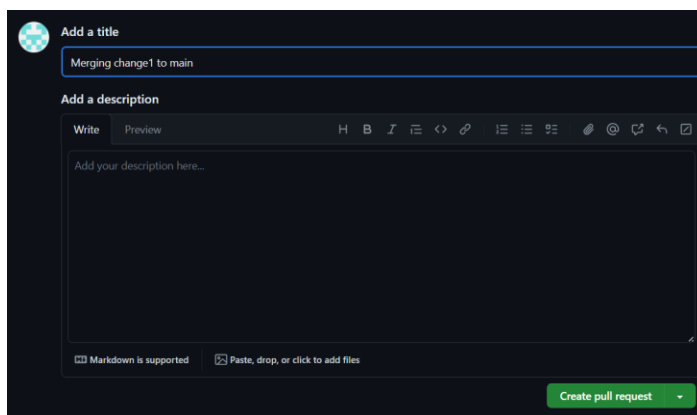 Add a title
Merging change1 to main
Add a description
Write Preview H B I <> @
Add your description here...
Markdown is supported Paste, drop, or click to add files
Create pull request